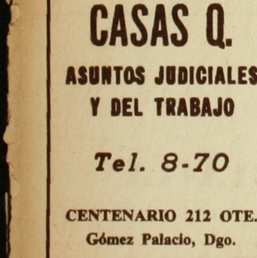 CASAS Q.
ASUNTOS JUDICIALES
Y DEL TRABAJO
Tel. 8-70
CENTENARIO 212 OTE.
Gómez Palacio, Dgo.